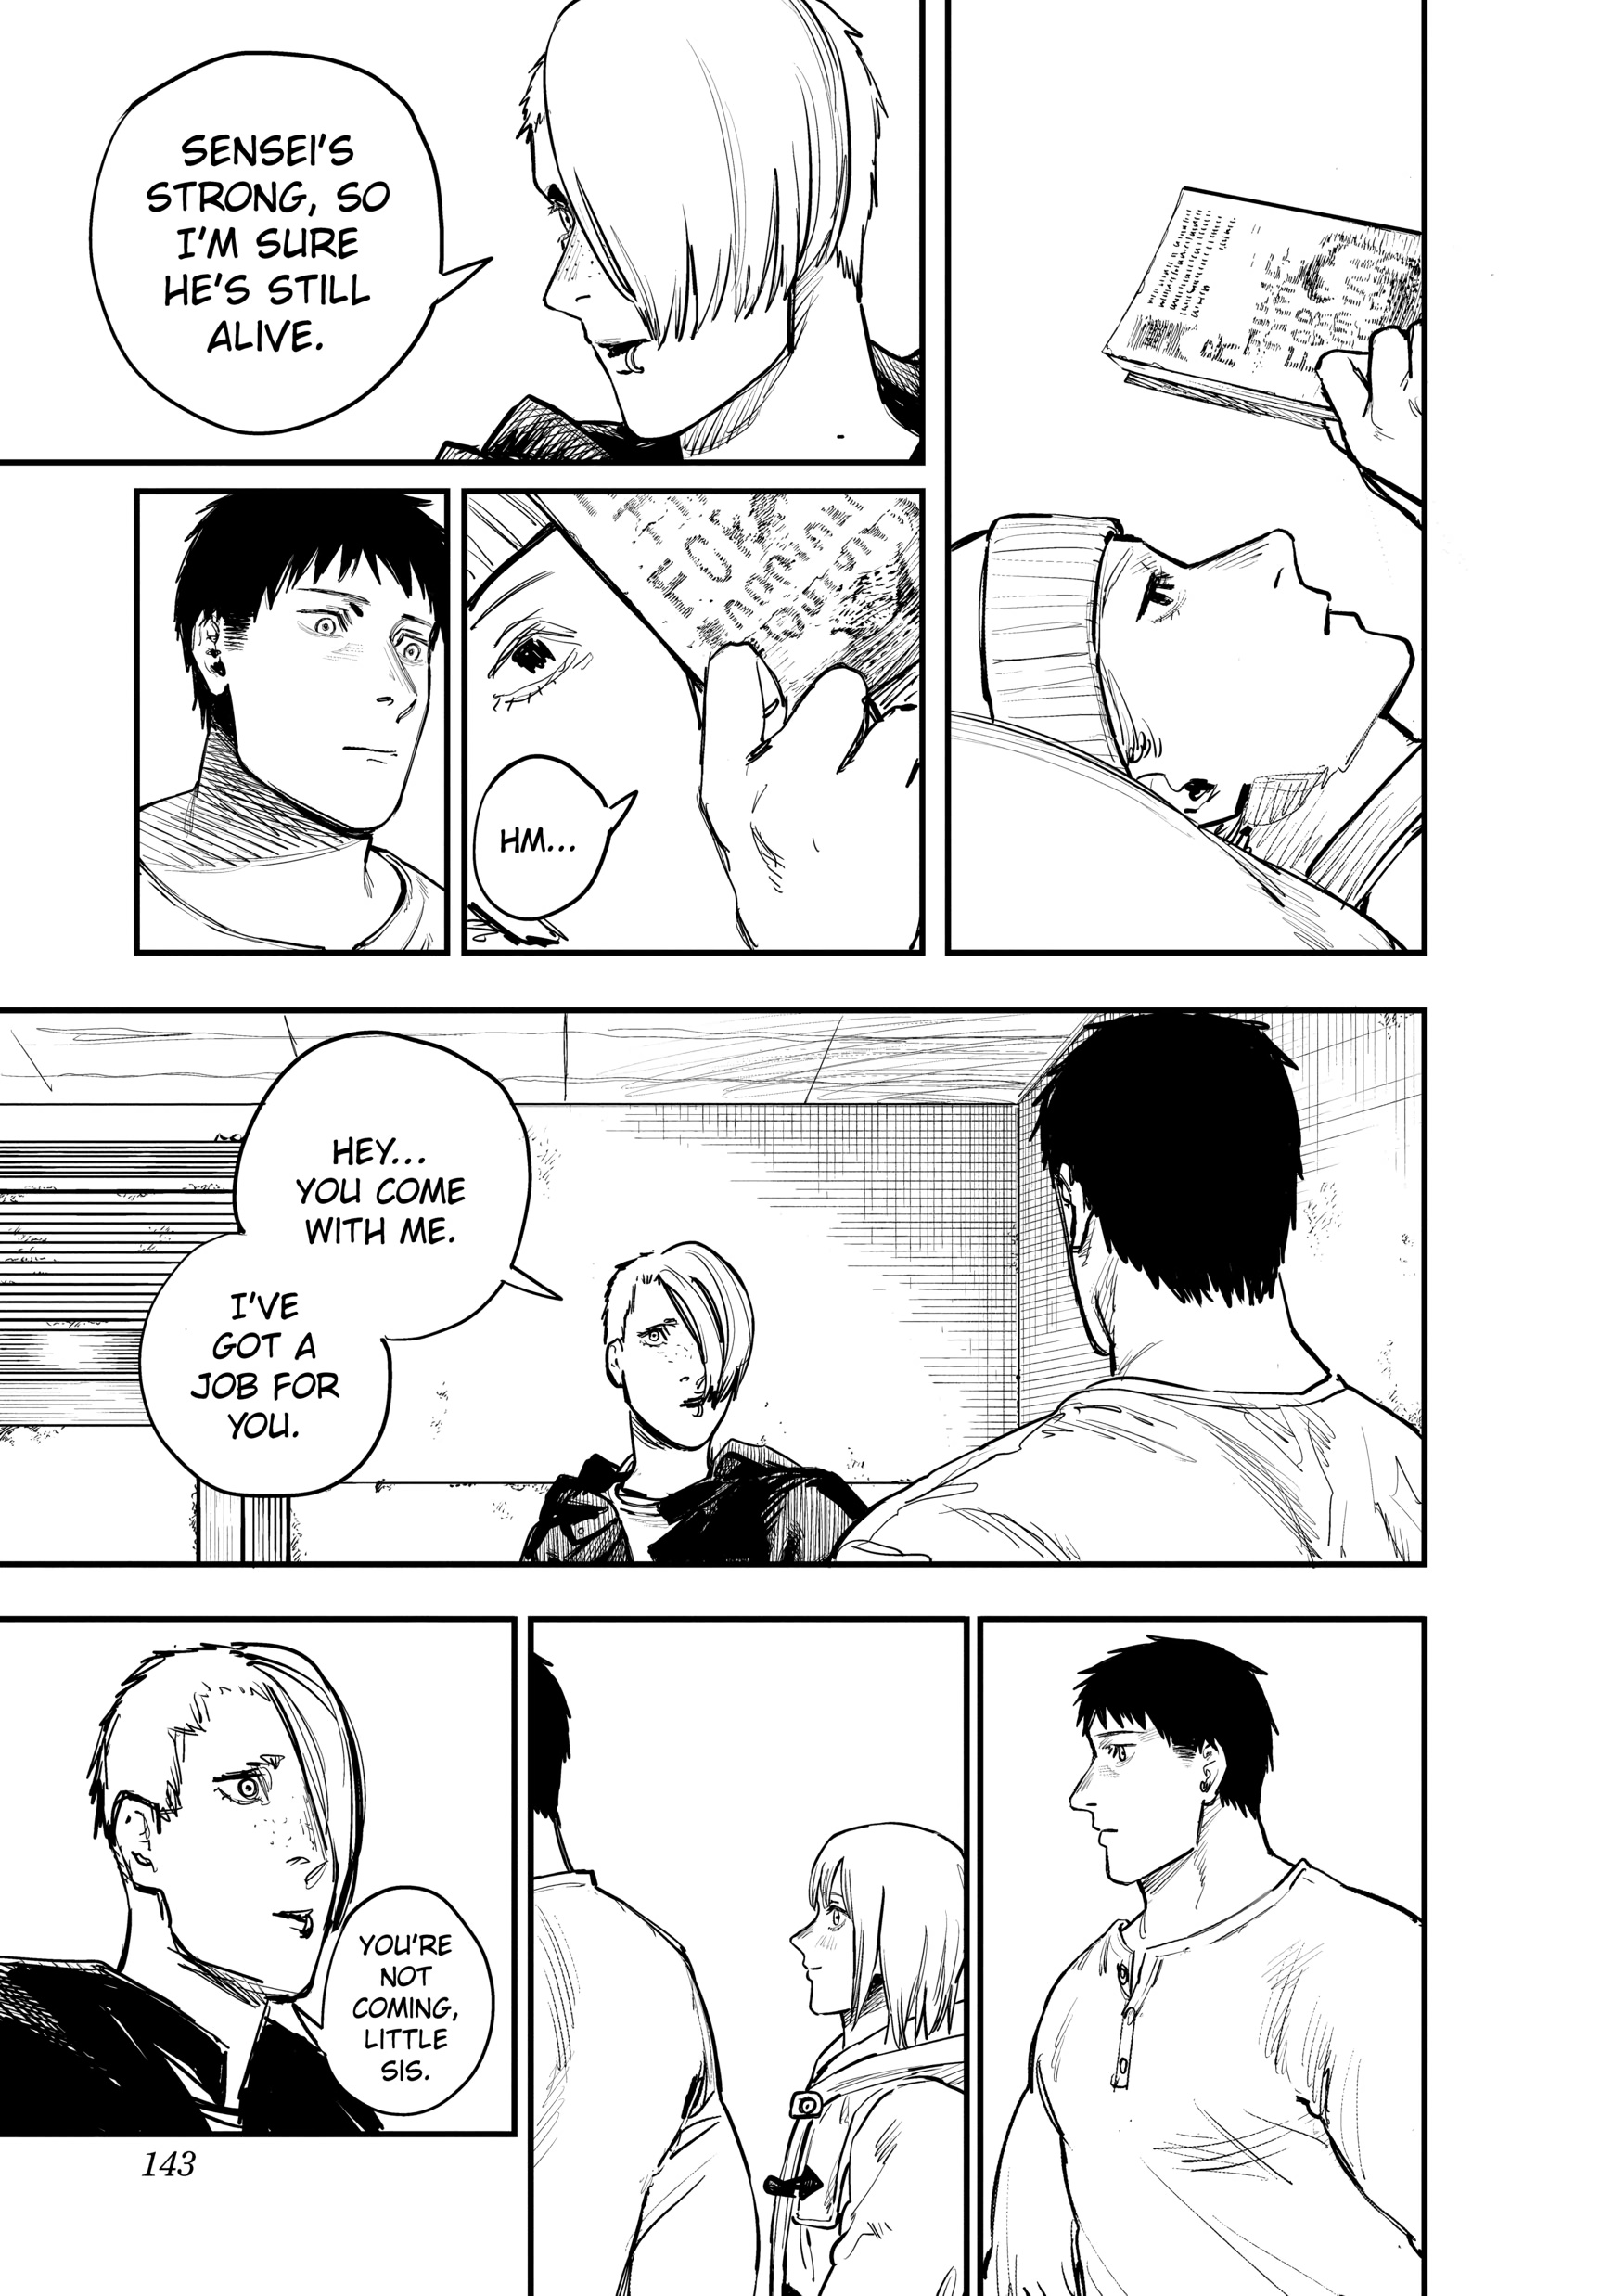 SENSEI'S
STRONG, SO
I'M SURE
HE'S STILL
ALIVE.
HM...
HEY...
YOU COME
WITH ME.
I'VE
GOT A
JOB FOR
YOU.
YOU'RE
NOT
COMING,
LITTLE
SIS.
143